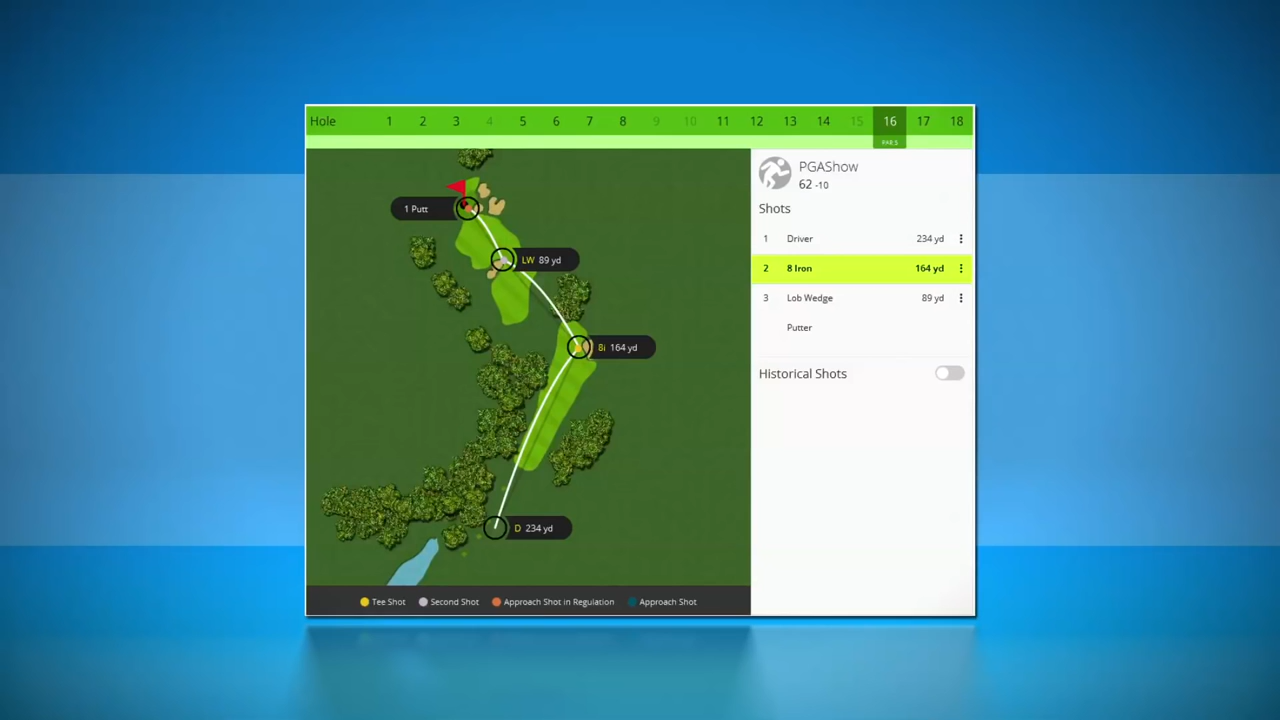 Hole 1 2 3 4 5 6 7 8 9 10 11 12 13 14 15 16 17 18
PAR 5
PGAShow
62 -10
Shots
1 Driver 234 yd
2 8 Iron 164 yd
3 Lob Wedge 89 yd
Putter
Historical Shots
1 Putt
LW 89 yd
8i 164 yd
D 234 yd
Tee Shot Second Shot Approach Shot in Regulation Approach Shot